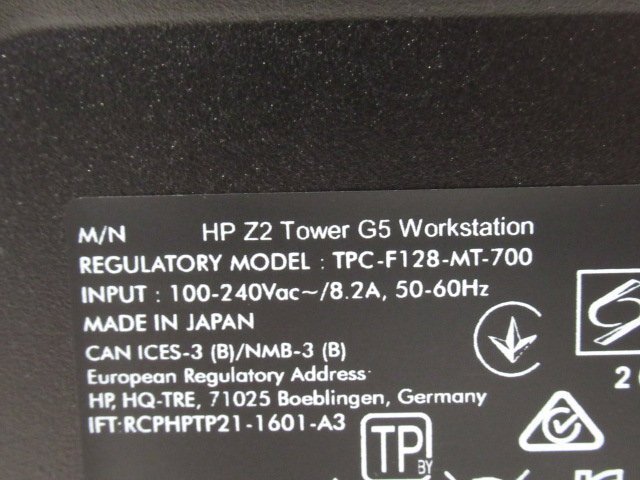 M/N HP Z2 Tower G5 Workstation
REGULATORY MODEL : TPC-F128-MT-700
INPUT : 100-240Vac~/8.2A, 50-60Hz
MADE IN JAPAN
CAN ICES-3 (B)/NMB-3 (B)
European Regulatory Address
HP, HQ-TRE, 71025 Boeblingen, Germany
IFT:RCPHPTP21-1601-A3
TP
BY